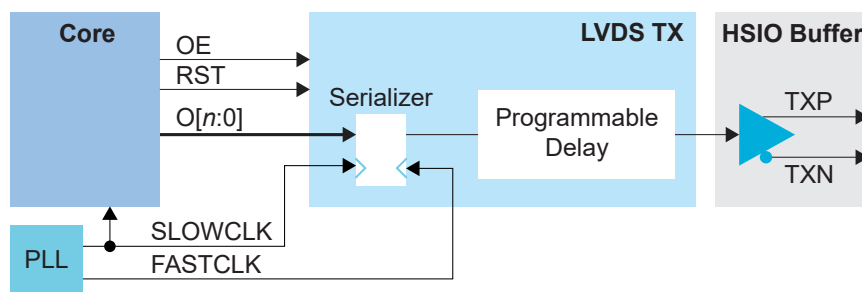 Core
OE
RST
O[n:0]
LVDS TX
Serializer
Programmable
Delay
HSIO Buffer
TXP
TXN
PLL
SLOWCLK
FASTCLK